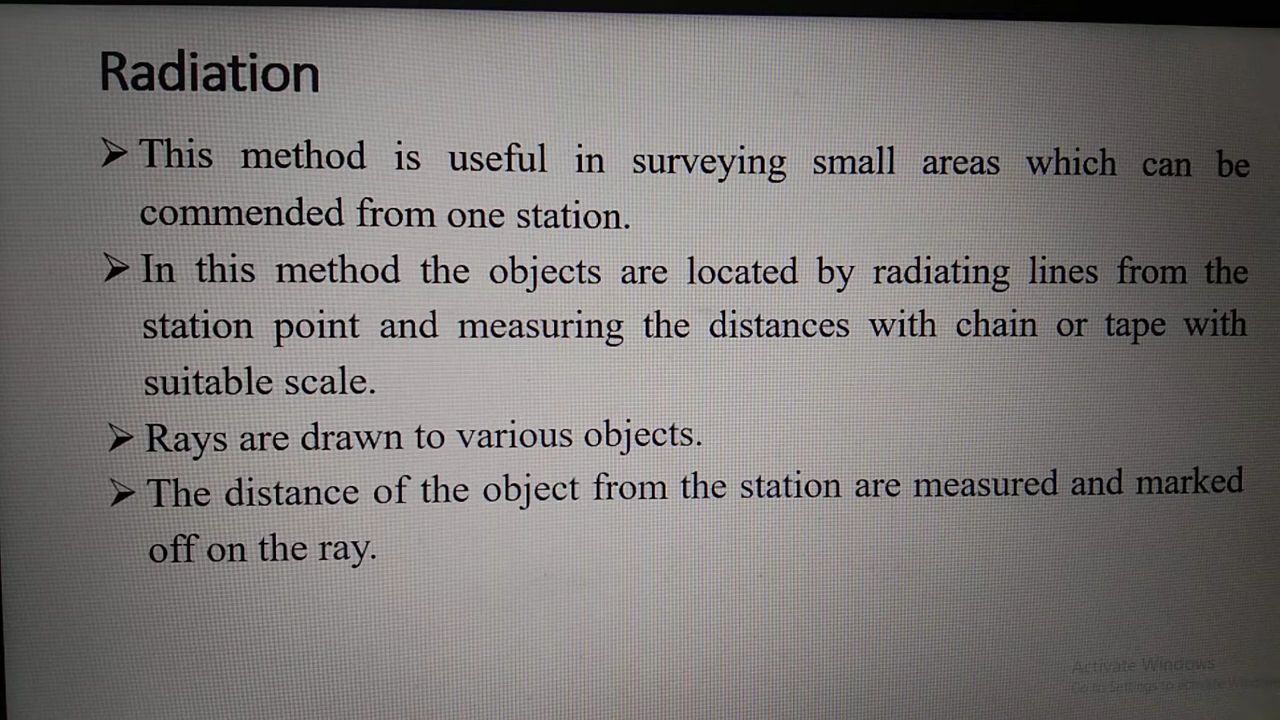 Radiation
➢ This method is useful in surveying small areas which can be
commended from one station.
➢ In this method the objects are located by radiating lines from the
station point and measuring the distances with chain or tape with
suitable scale.
➢ Rays are drawn to various objects.
➢ The distance of the object from the station are measured and marked
off on the ray.
Activate Windows
Go to Settings to activate Windows